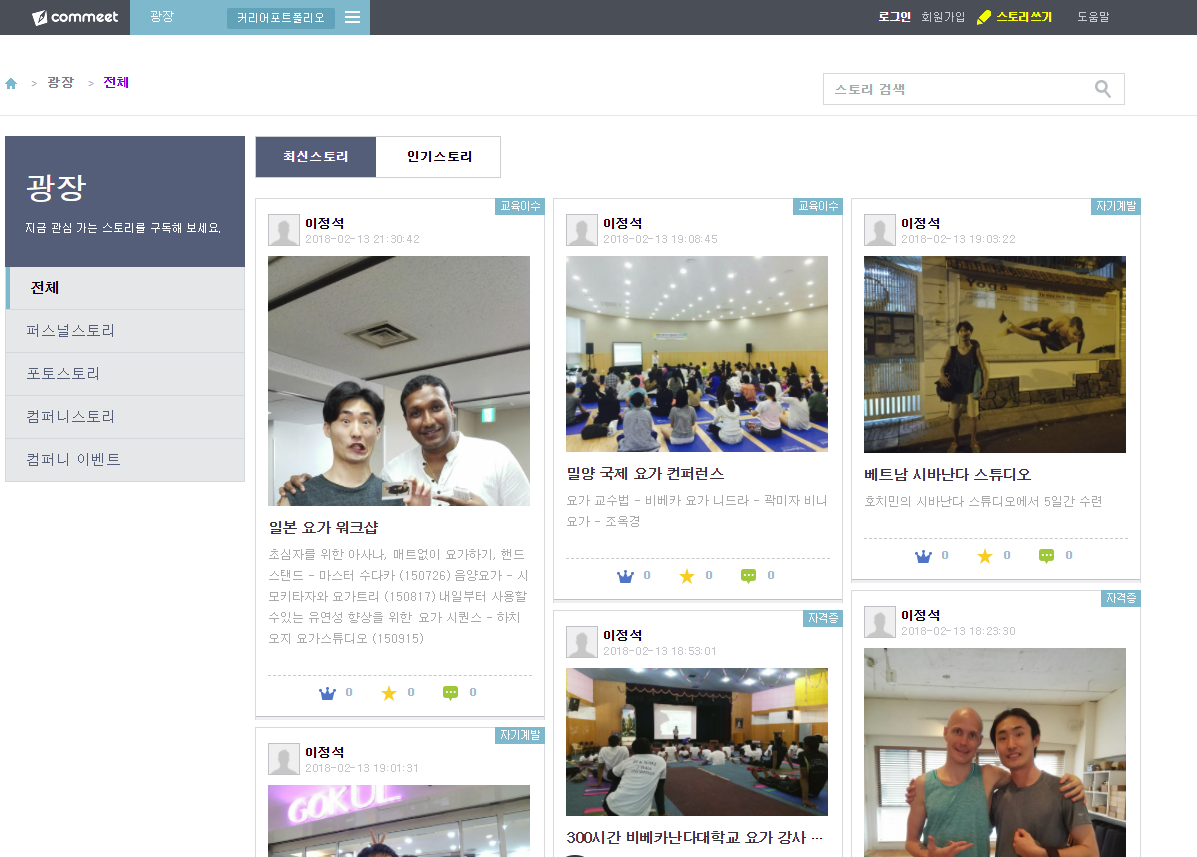 commeet
광장
커리어포트폴리오
로그인
회원가입
스토리쓰기
도움말
> 광장 > 전체
스토리 검색
광장
지금 관심 가는 스토리를 구독해 보세요.
전체
퍼스널스토리
포토스토리
컴퍼니스토리
컴퍼니 이벤트
최신스토리
인기스토리
교육이수
이정석
2018-02-13 21:30:42
일본 요가 워크샵
초심자를 위한 아사나, 매트없이 요가하기, 핸드
스탠드 - 마스터 수다카 (150726) 음양요가 - 시
모키타자와 요가트리 (150817) 내일부터 사용할
수있는 유연성 향상을 위한 요가 시퀀스 - 하치
오지 요가스튜디오 (150915)
0 0 0
자기계발
이정석
2018-02-13 19:01:31
GOKUL
교육이수
이정석
2018-02-13 19:08:45
밀양 국제 요가 컨퍼런스
요가 교수법 - 비베카 요가 니드라 - 곽미자 비니
요가 - 조옥경
0 0 0
자격증
이정석
2018-02-13 18:53:01
300시간 비베카난다대학교 요가 강사 ···
자기계발
이정석
2018-02-13 19:03:22
Yoga
베트남 시바난다 스튜디오
호치민의 시바난다 스튜디오에서 5일간 수련
0 0 0
자격증
이정석
2018-02-13 18:23:30